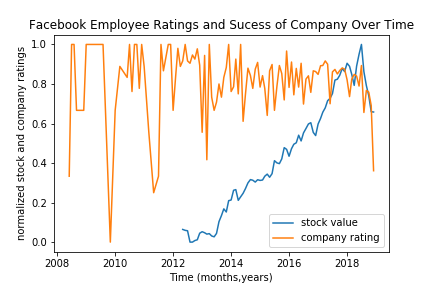 Facebook Employee Ratings and Sucess of Company Over Time
normalized stock and company ratings
1.0
0.8
0.6
0.4
0.2
0.0
2008 2010 2012 2014 2016 2018
Time (months,years)
stock value
company rating